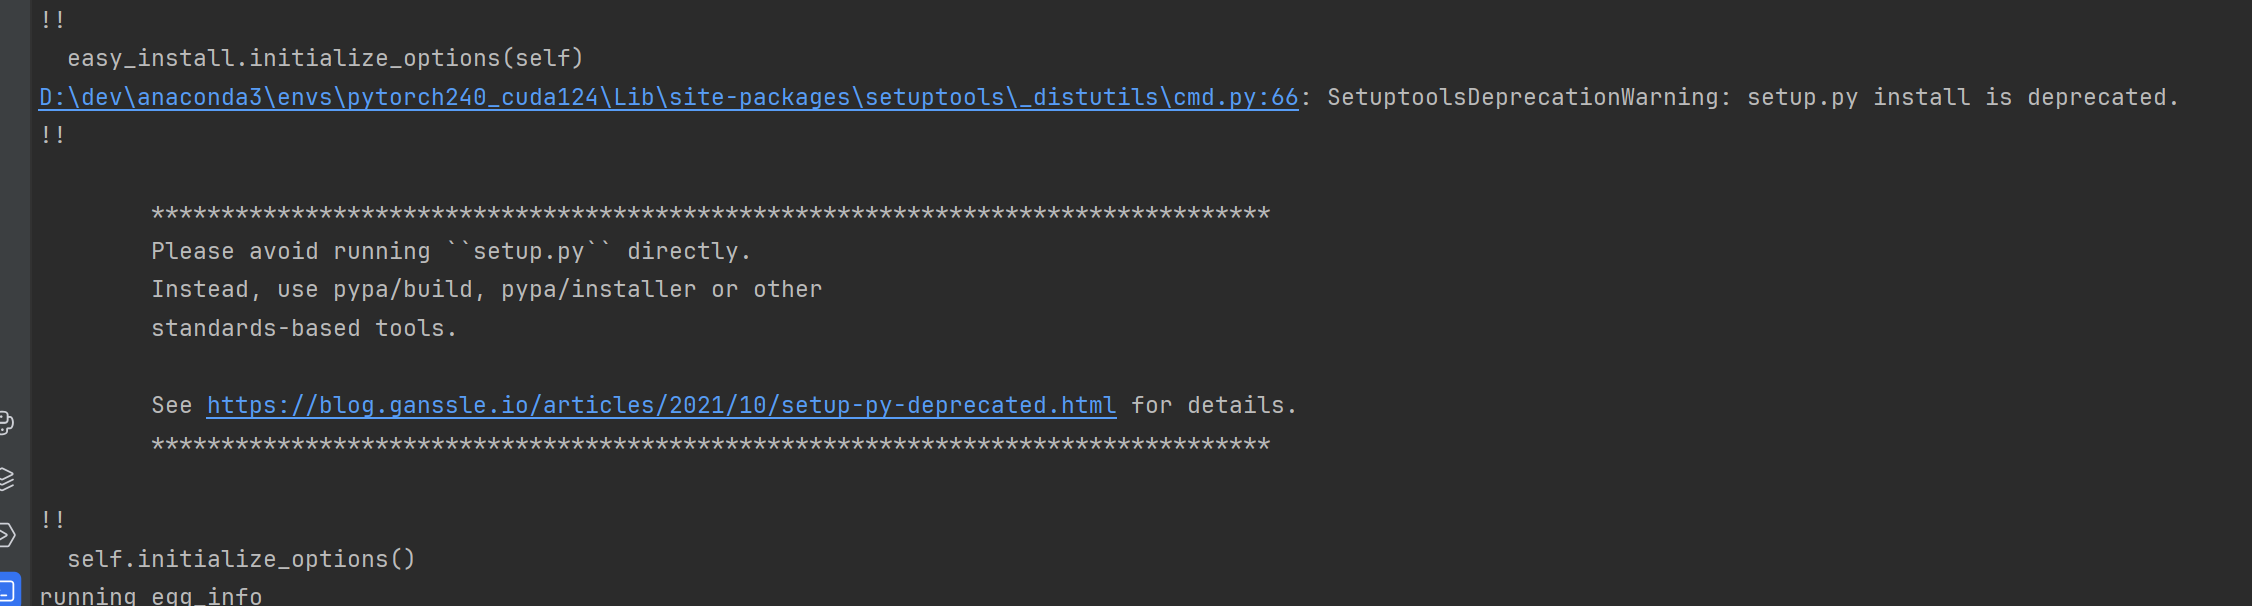 !!
easy_install.initialize_options(self)
D:\dev\anaconda3\envs\pytorch240_cuda124\Lib\site-packages\setuptools\_distutils\cmd.py:66: SetuptoolsDeprecationWarning: setup.py install is deprecated.
!!
********************************************************************************
Please avoid running ``setup.py`` directly.
Instead, use pypa/build, pypa/installer or other
standards-based tools.
See https://blog.ganssle.io/articles/2021/10/setup-py-deprecated.html for details.
********************************************************************************
!!
self.initialize_options()
running egg_info